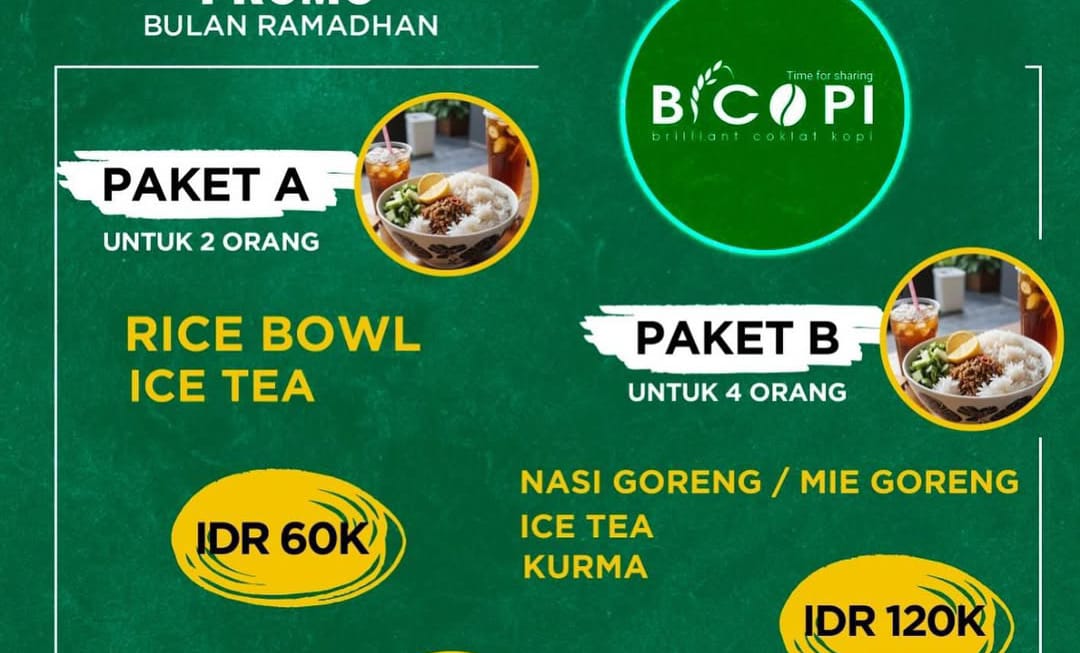 PROMO
BULAN RAMADHAN
Time for sharing
BICOPI
brilliant coklat kopi
PAKET A
UNTUK 2 ORANG
RICE BOWL
ICE TEA
IDR 60K
PAKET B
UNTUK 4 ORANG
NASI GORENG / MIE GORENG
ICE TEA
KURMA
IDR 120K